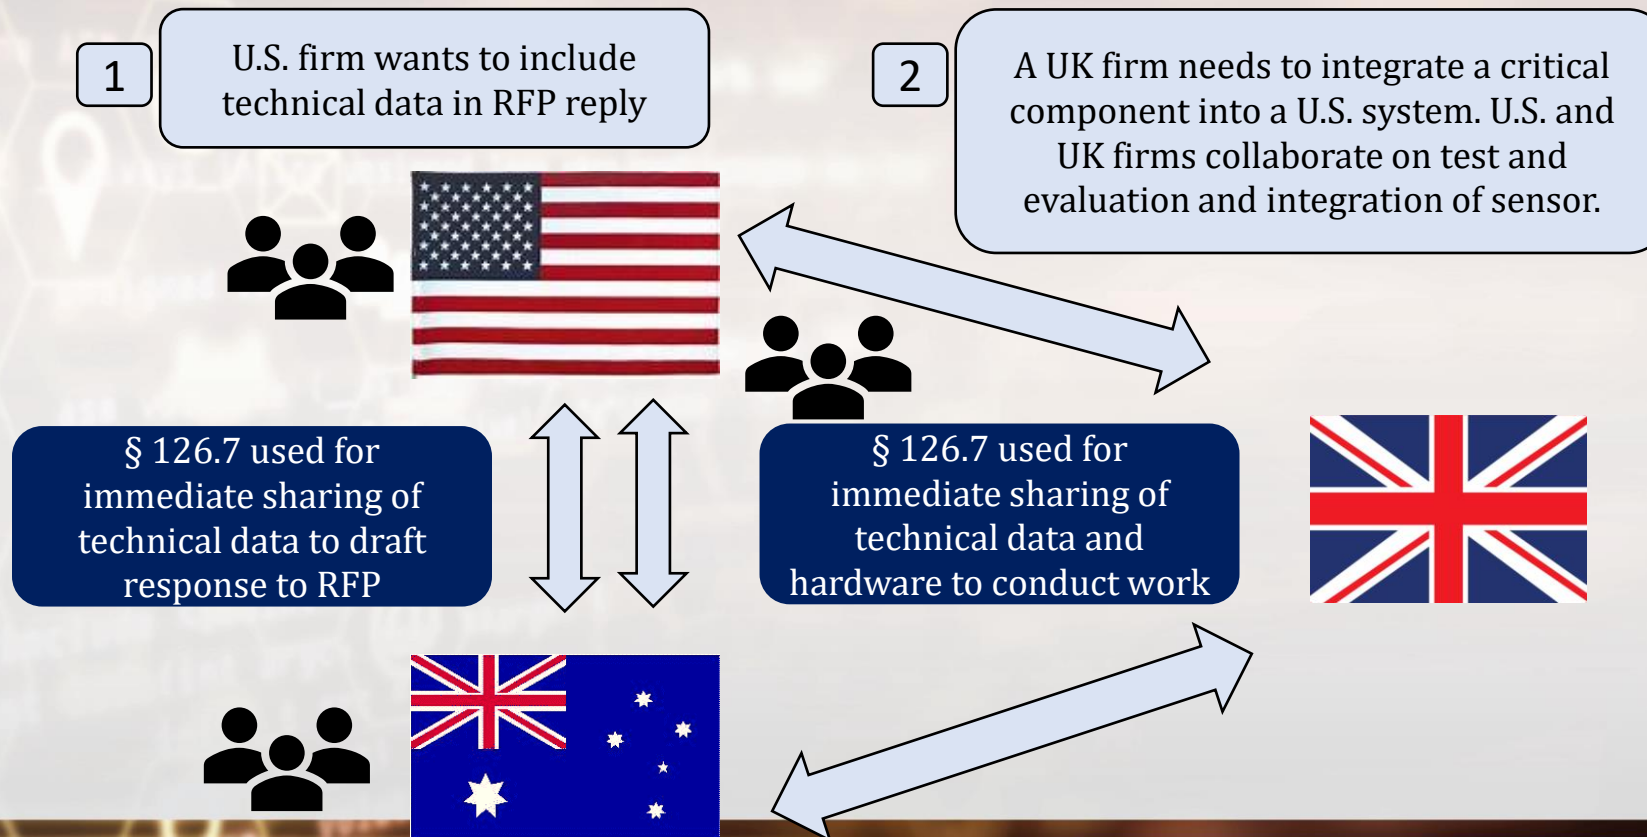 1
U.S. firm wants to include
technical data in RFP reply
2
A UK firm needs to integrate a critical
component into a U.S. system. U.S. and
UK firms collaborate on test and
evaluation and integration of sensor.
§ 126.7 used for
immediate sharing of
technical data to draft
response to RFP
§ 126.7 used for
immediate sharing of
technical data and
hardware to conduct work